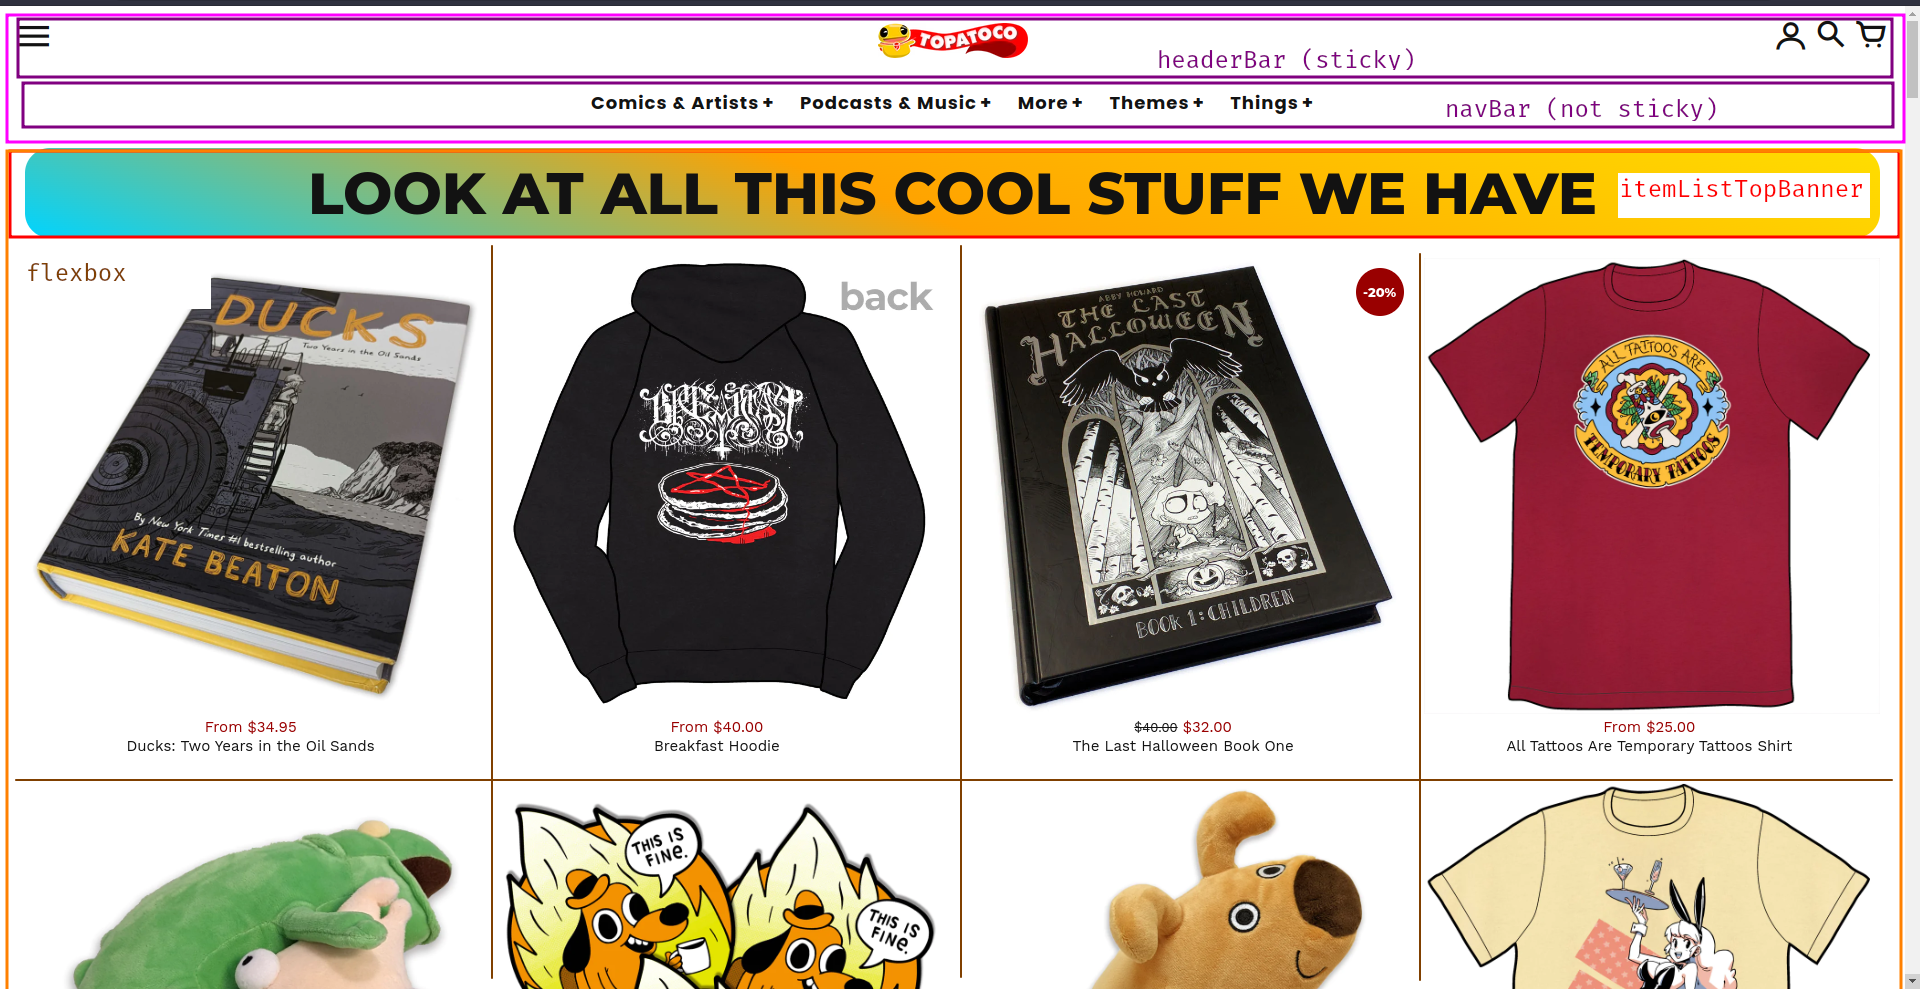 TOPATOCO
headerBar (sticky)
Comics & Artists + Podcasts & Music + More + Themes + Things +
navBar (not sticky)
LOOK AT ALL THIS COOL STUFF WE HAVE
itemListTopBanner
flexbox
DUCKS
Two Years in the Oil Sands
By New York Times #1 bestselling author
KATE BEATON
back
BREAKFAST
ABBY HOWARD
THE LAST
HALLOWEEN
BOOK 1: CHILDREN
-20%
ALL TATTOOS ARE
TEMPORARY TATTOOS
From $34.95
Ducks: Two Years in the Oil Sands
From $40.00
Breakfast Hoodie
$40.00 $32.00
The Last Halloween Book One
From $25.00
All Tattoos Are Temporary Tattoos Shirt
THIS IS
FINE.
THIS IS
FINE.